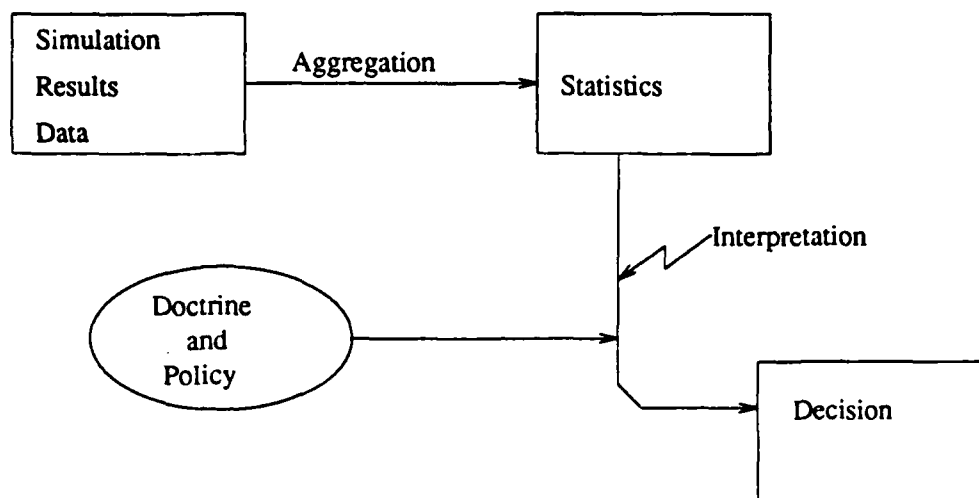 Simulation
Results
Data
Aggregation
Statistics
Interpretation
Doctrine
and
Policy
Decision